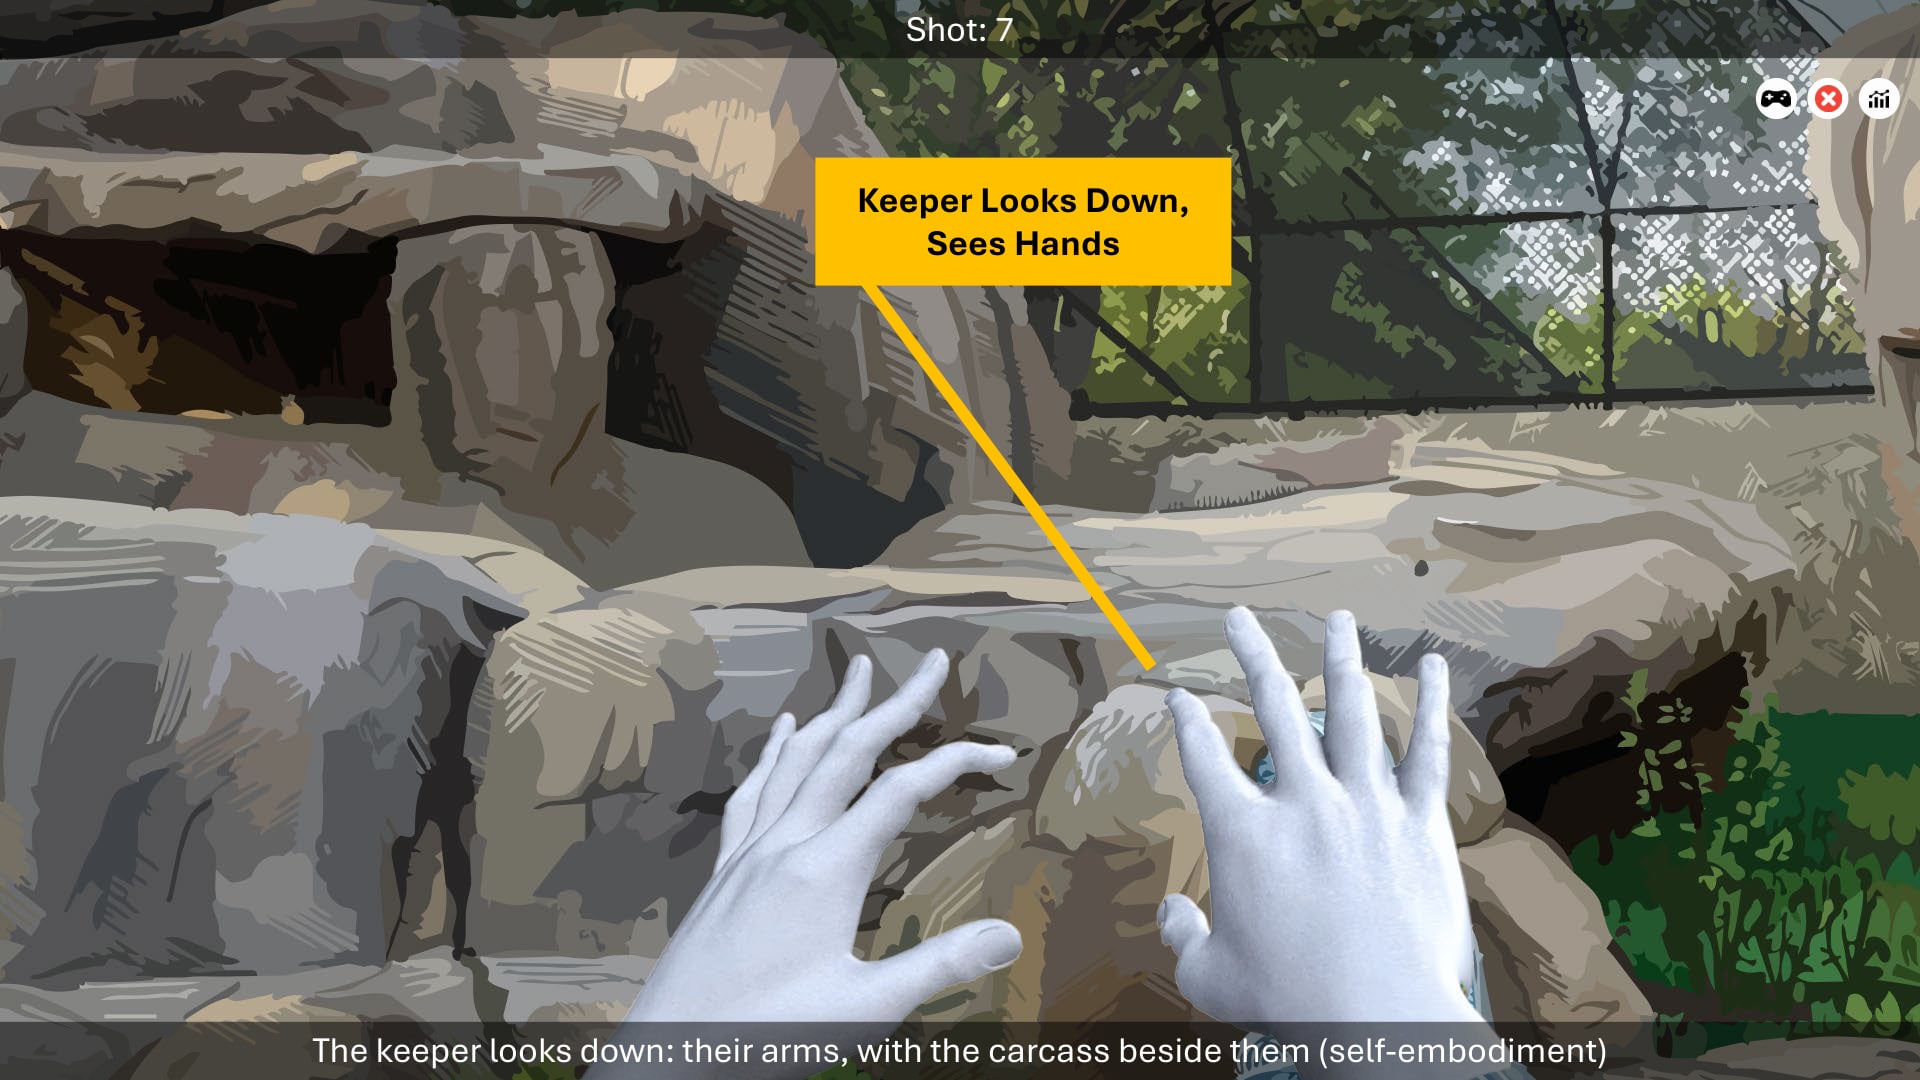 Shot: 7
Keeper Looks Down,
Sees Hands
The keeper looks down: their arms, with the carcass beside them (self-embodiment)